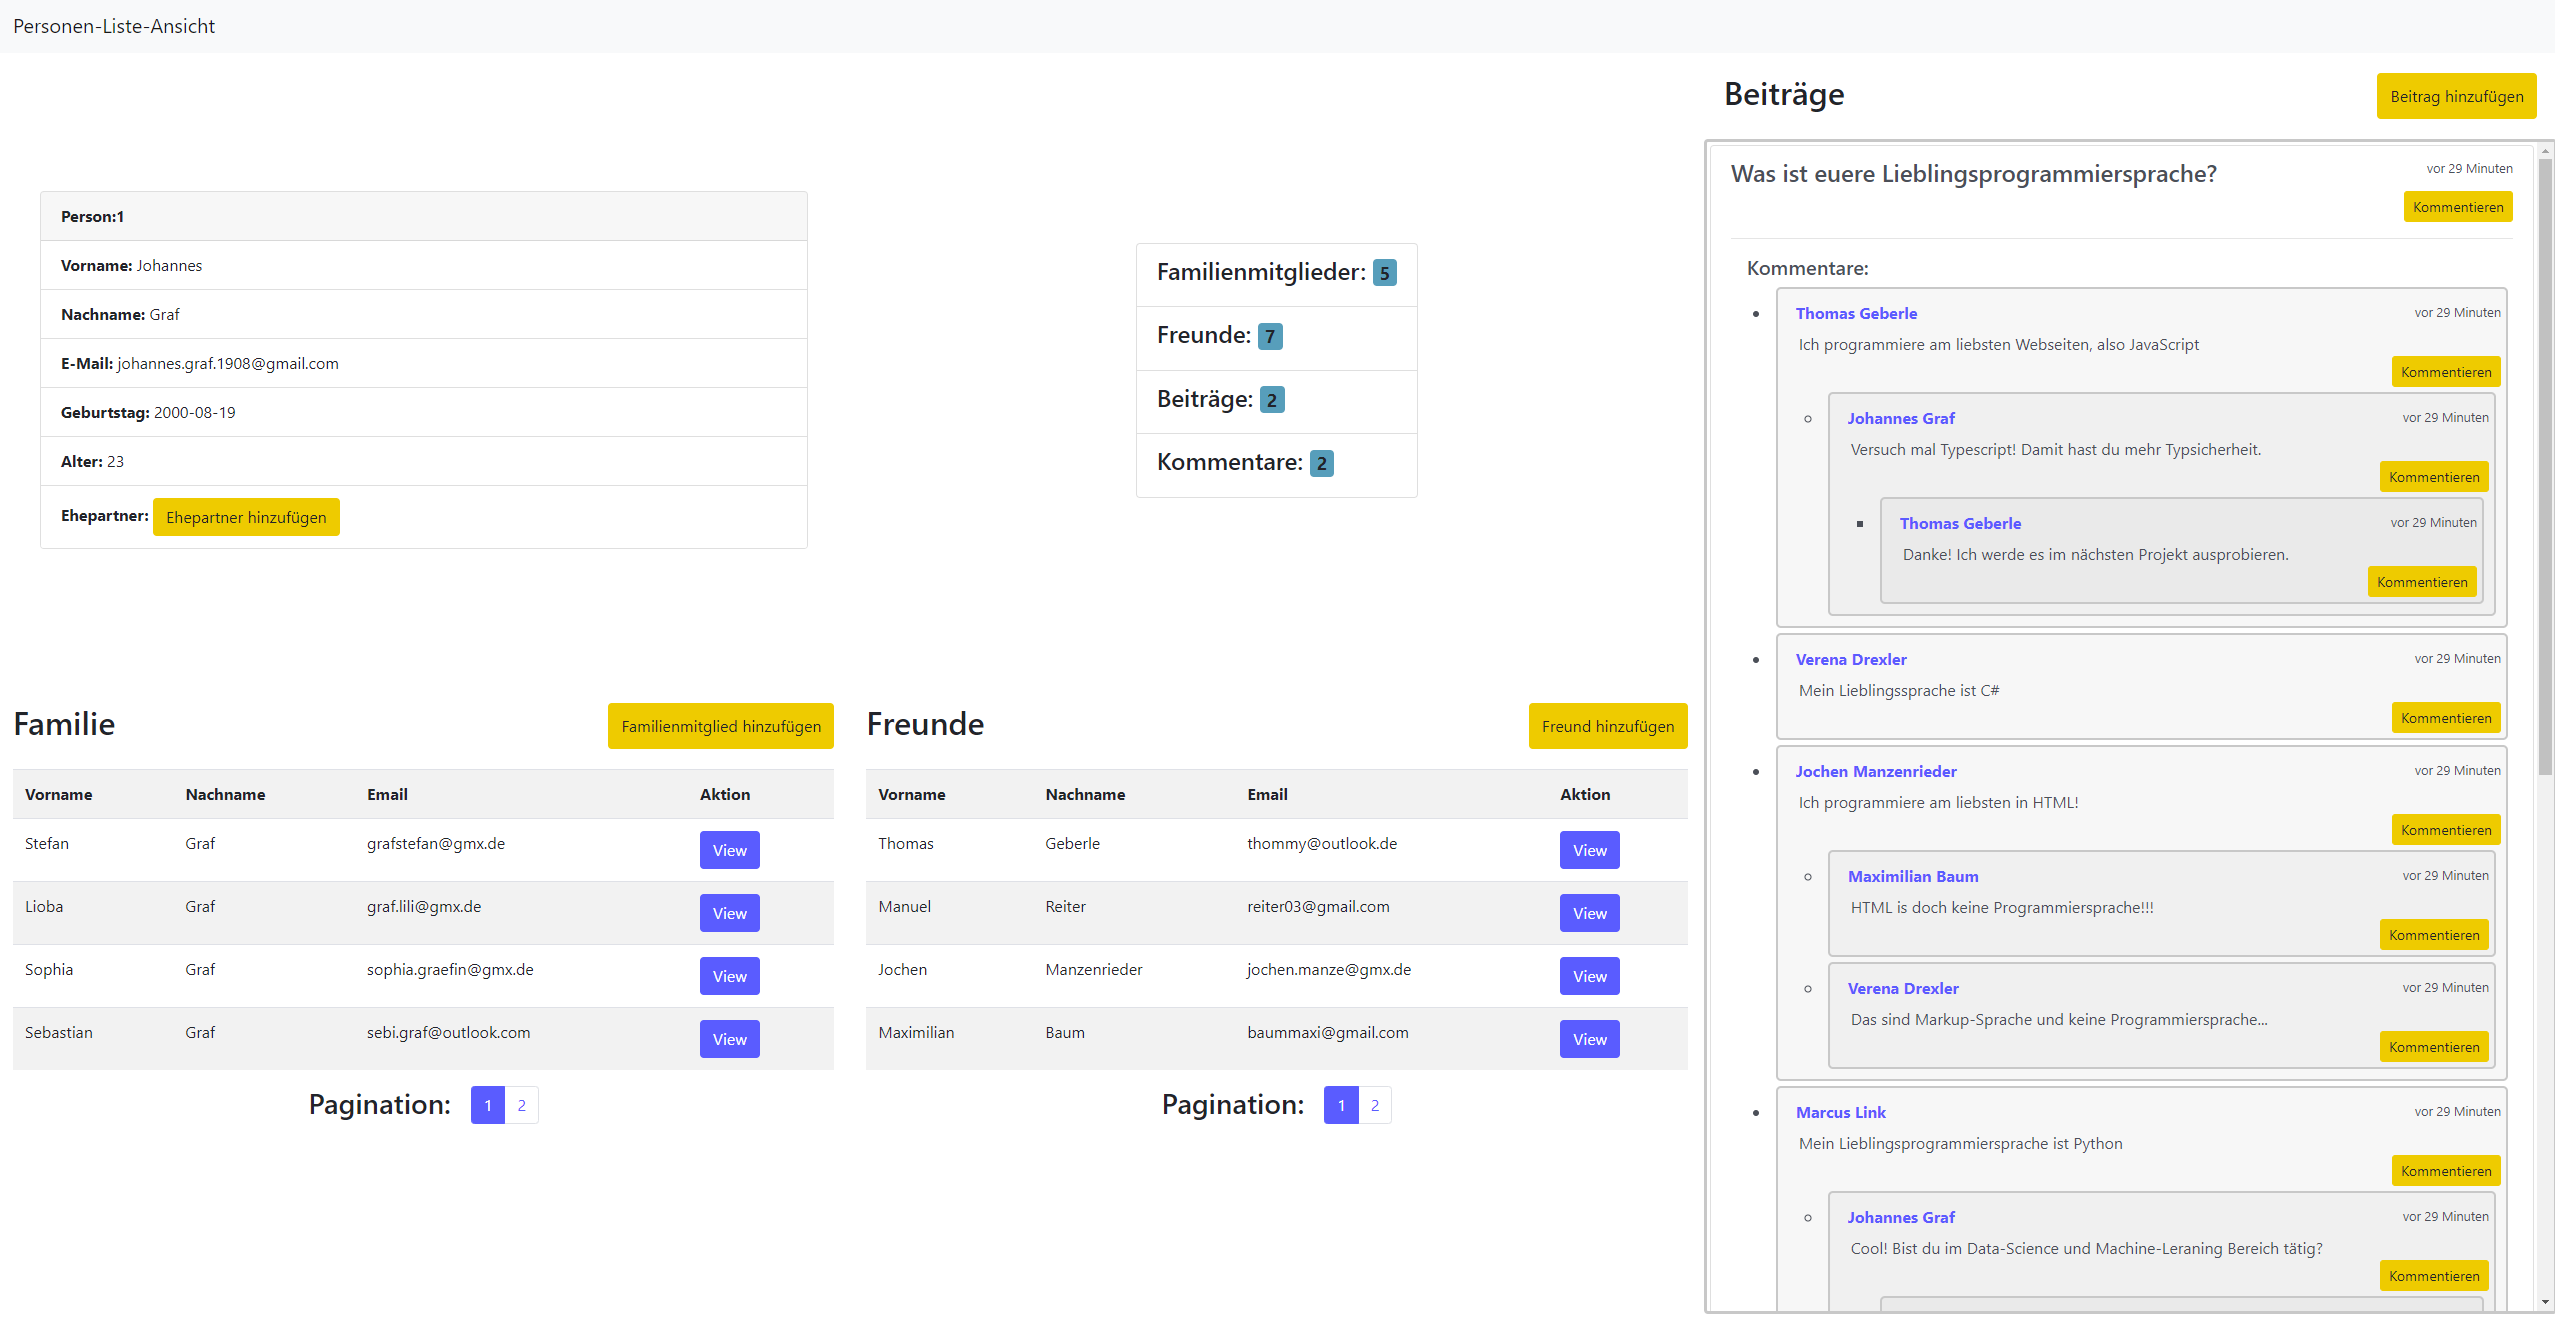 Personen-Liste-Ansicht
Person:1
Vorname: Johannes
Nachname: Graf
E-Mail: johannes.graf.1908@gmail.com
Geburtstag: 2000-08-19
Alter: 23
Ehepartner: Ehepartner hinzufügen
Familienmitglieder: 5
Freunde: 7
Beiträge: 2
Kommentare: 2
Familie Familienmitglied hinzufügen
Vorname Nachname Email Aktion
Stefan Graf grafstefan@gmx.de View
Lioba Graf graf.lili@gmx.de View
Sophia Graf sophia.graefin@gmx.de View
Sebastian Graf sebi.graf@outlook.com View
Pagination: 1 2
Freunde Freund hinzufügen
Vorname Nachname Email Aktion
Thomas Geberle thommy@outlook.de View
Manuel Reiter reiter03@gmail.com View
Jochen Manzenrieder jochen.manze@gmx.de View
Maximilian Baum baummaxi@gmail.com View
Pagination: 1 2
Beiträge Beitrag hinzufügen
Was ist euere Lieblingsprogrammiersprache? vor 29 Minuten
Kommentieren
Kommentare:
Thomas Geberle vor 29 Minuten
Ich programmiere am liebsten Webseiten, also JavaScript
Kommentieren
Johannes Graf vor 29 Minuten
Versuch mal Typescript! Damit hast du mehr Typsicherheit.
Kommentieren
Thomas Geberle vor 29 Minuten
Danke! Ich werde es im nächsten Projekt ausprobieren.
Kommentieren
Verena Drexler vor 29 Minuten
Mein Lieblingssprache ist C#
Kommentieren
Jochen Manzenrieder vor 29 Minuten
Ich programmiere am liebsten in HTML!
Kommentieren
Maximilian Baum vor 29 Minuten
HTML is doch keine Programmiersprache!!!
Kommentieren
Verena Drexler vor 29 Minuten
Das sind Markup-Sprache und keine Programmiersprache...
Kommentieren
Marcus Link vor 29 Minuten
Mein Lieblingsprogrammiersprache ist Python
Kommentieren
Johannes Graf vor 29 Minuten
Cool! Bist du im Data-Science und Machine-Leraning Bereich tätig?
Kommentieren